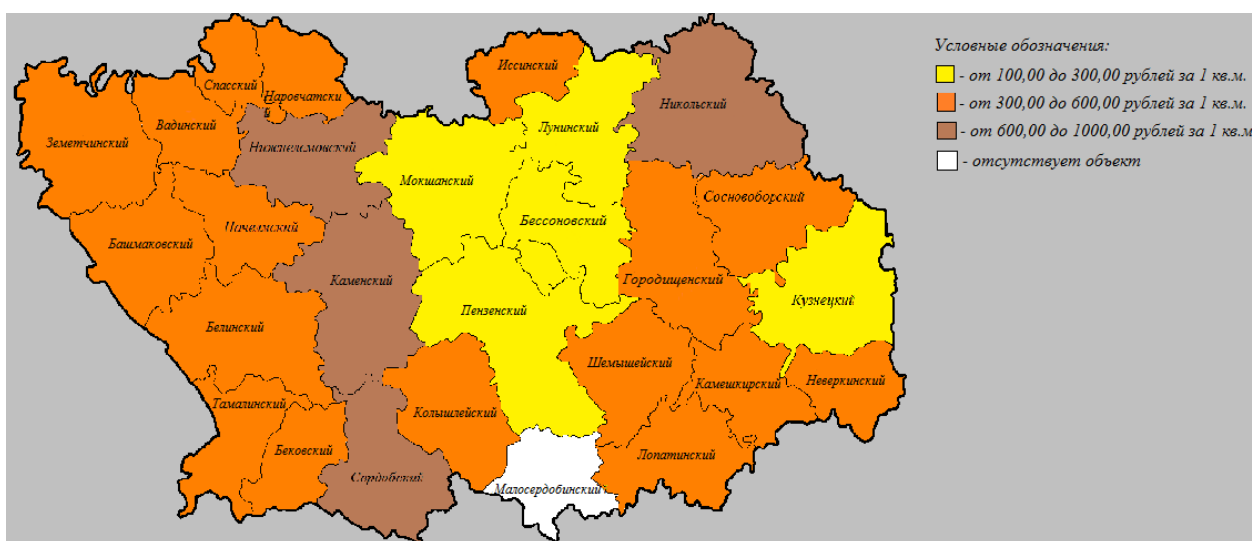 Условные обозначения:
- от 100,00 до 300,00 рублей за 1 кв.м.
- от 300,00 до 600,00 рублей за 1 кв.м.
- от 600,00 до 1000,00 рублей за 1 кв.м
- отсутствует объект
Иссинский
Спасский
Наровчатски
Никольский
Вадинский
Лунинский
Земетчинский
Нижнеломовский
Мокшанский
Сосновоборский
Бессоновский
Пачелмский
Башмаковский
Каменский
Городищенский
Кузнецкий
Пензенский
Белинский
Шемышейский
Камешкирский
Неверкинский
Тамалинский
Колышлейский
Бековский
Лопатинский
Сердобский
Малосердобинский